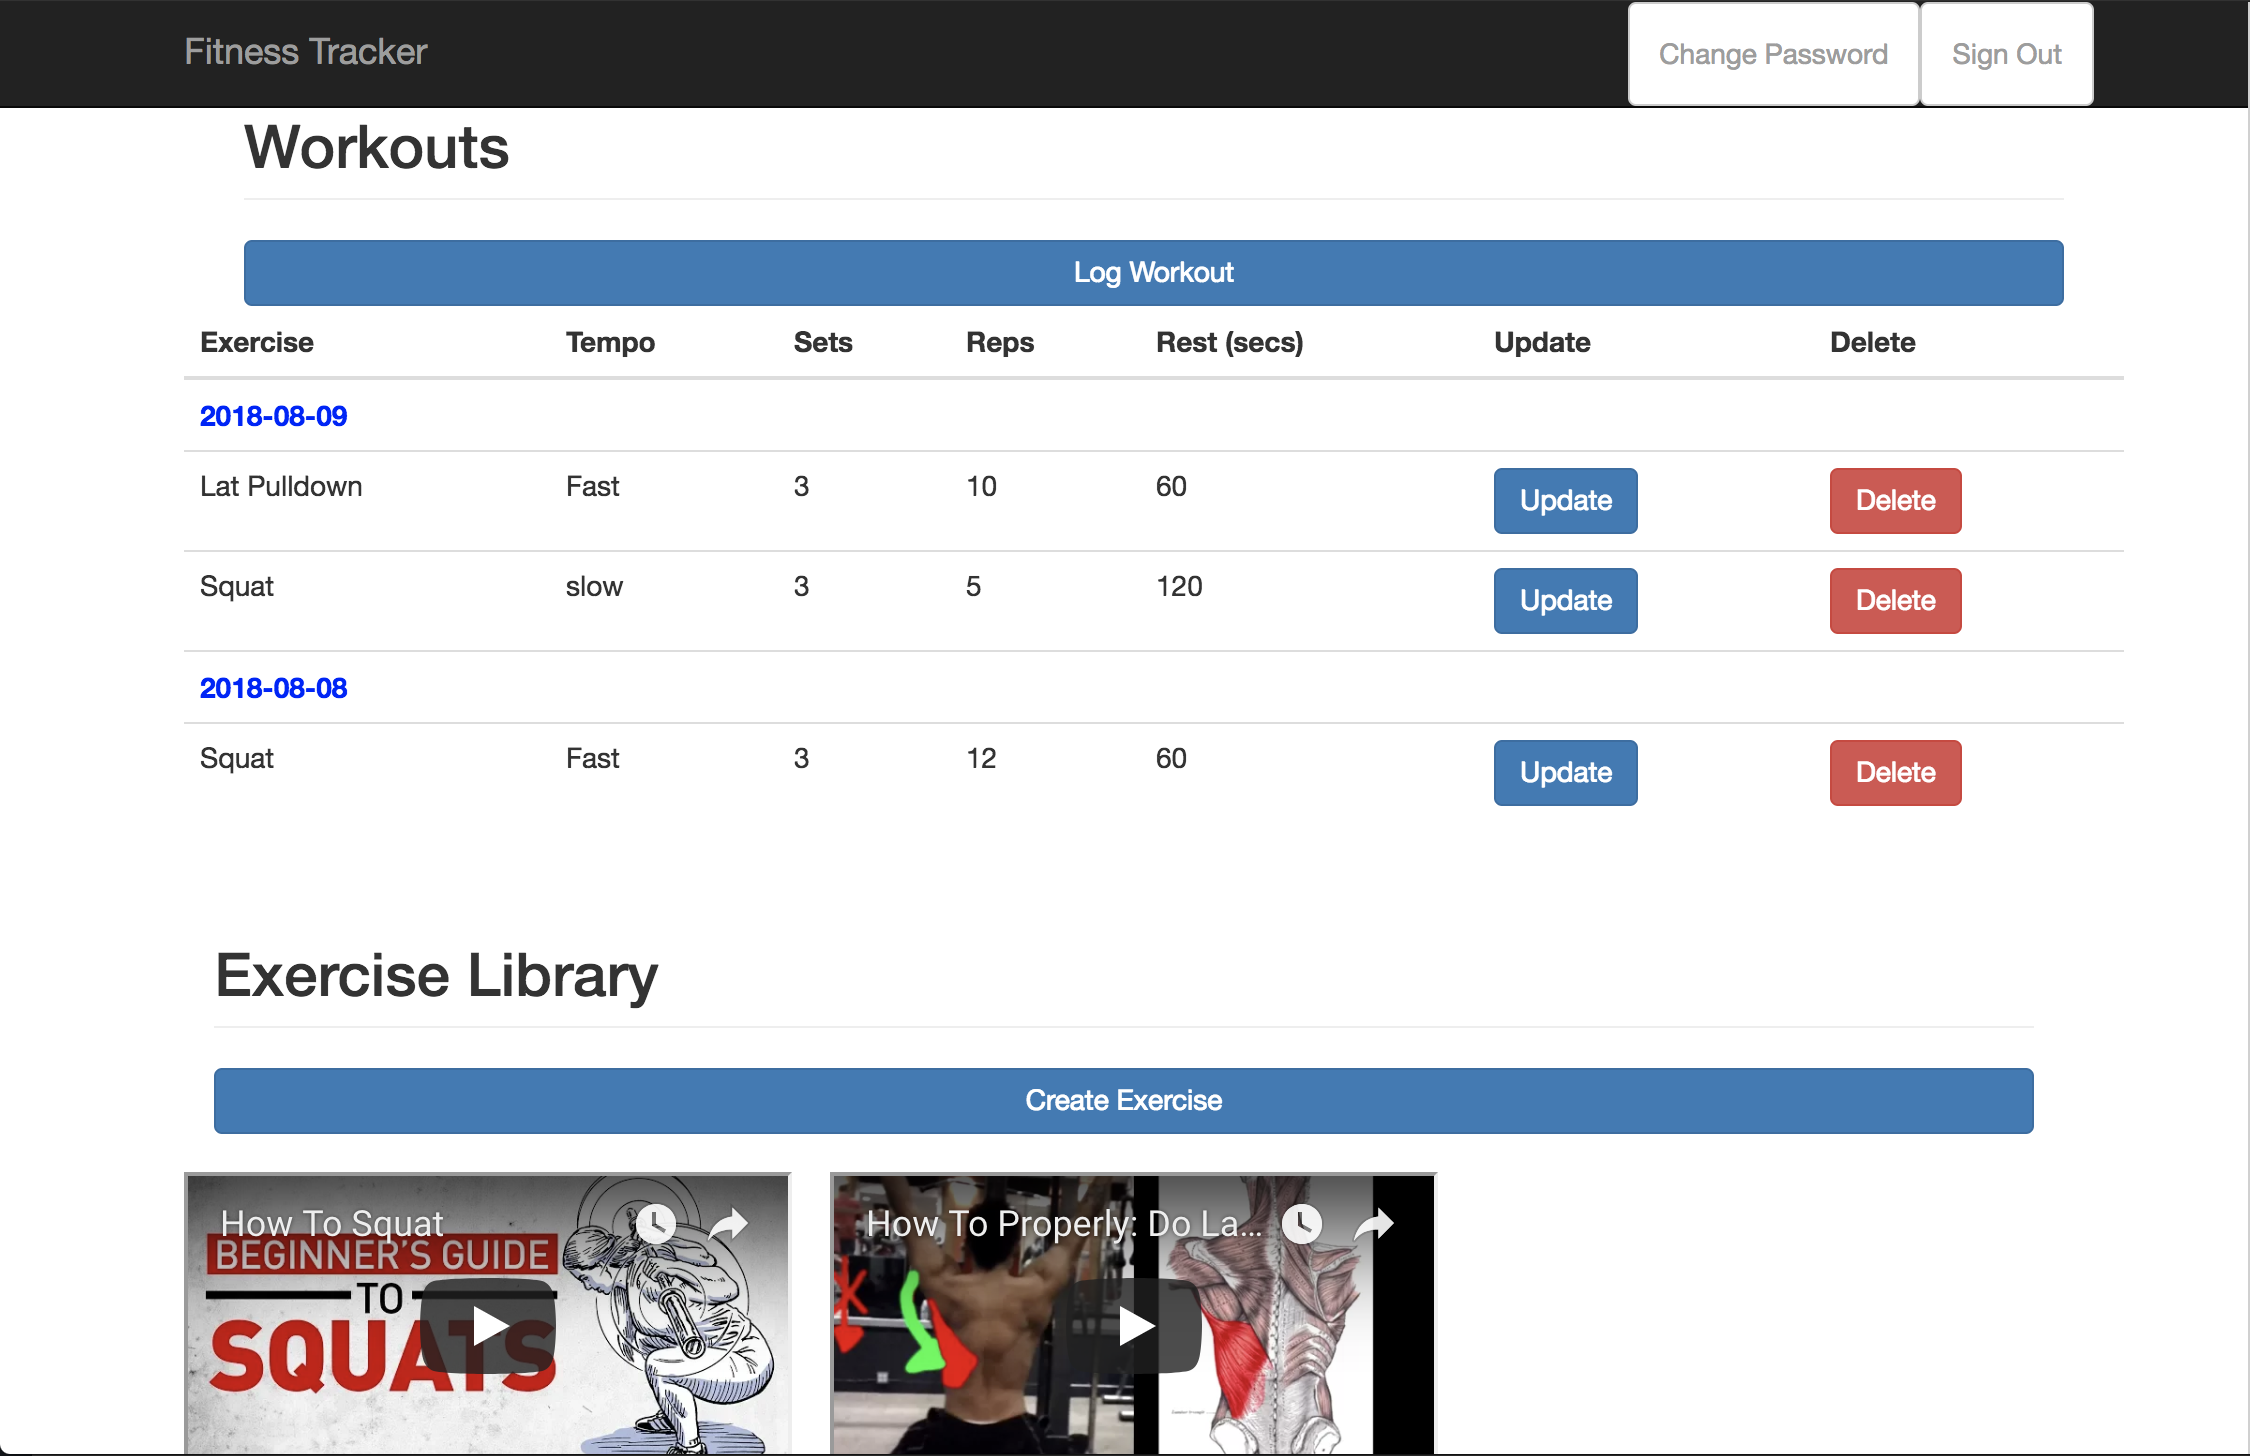 Fitness Tracker Change Password Sign Out
Workouts
Log Workout
Exercise Tempo Sets Reps Rest (secs) Update Delete
2018-08-09
Lat Pulldown Fast 3 10 60 Update Delete
Squat slow 3 5 120 Update Delete
2018-08-08
Squat Fast 3 12 60 Update Delete
Exercise Library
Create Exercise
How To Squat
BEGINNER'S GUIDE
TO
SQUATS
How To Properly: Do La...